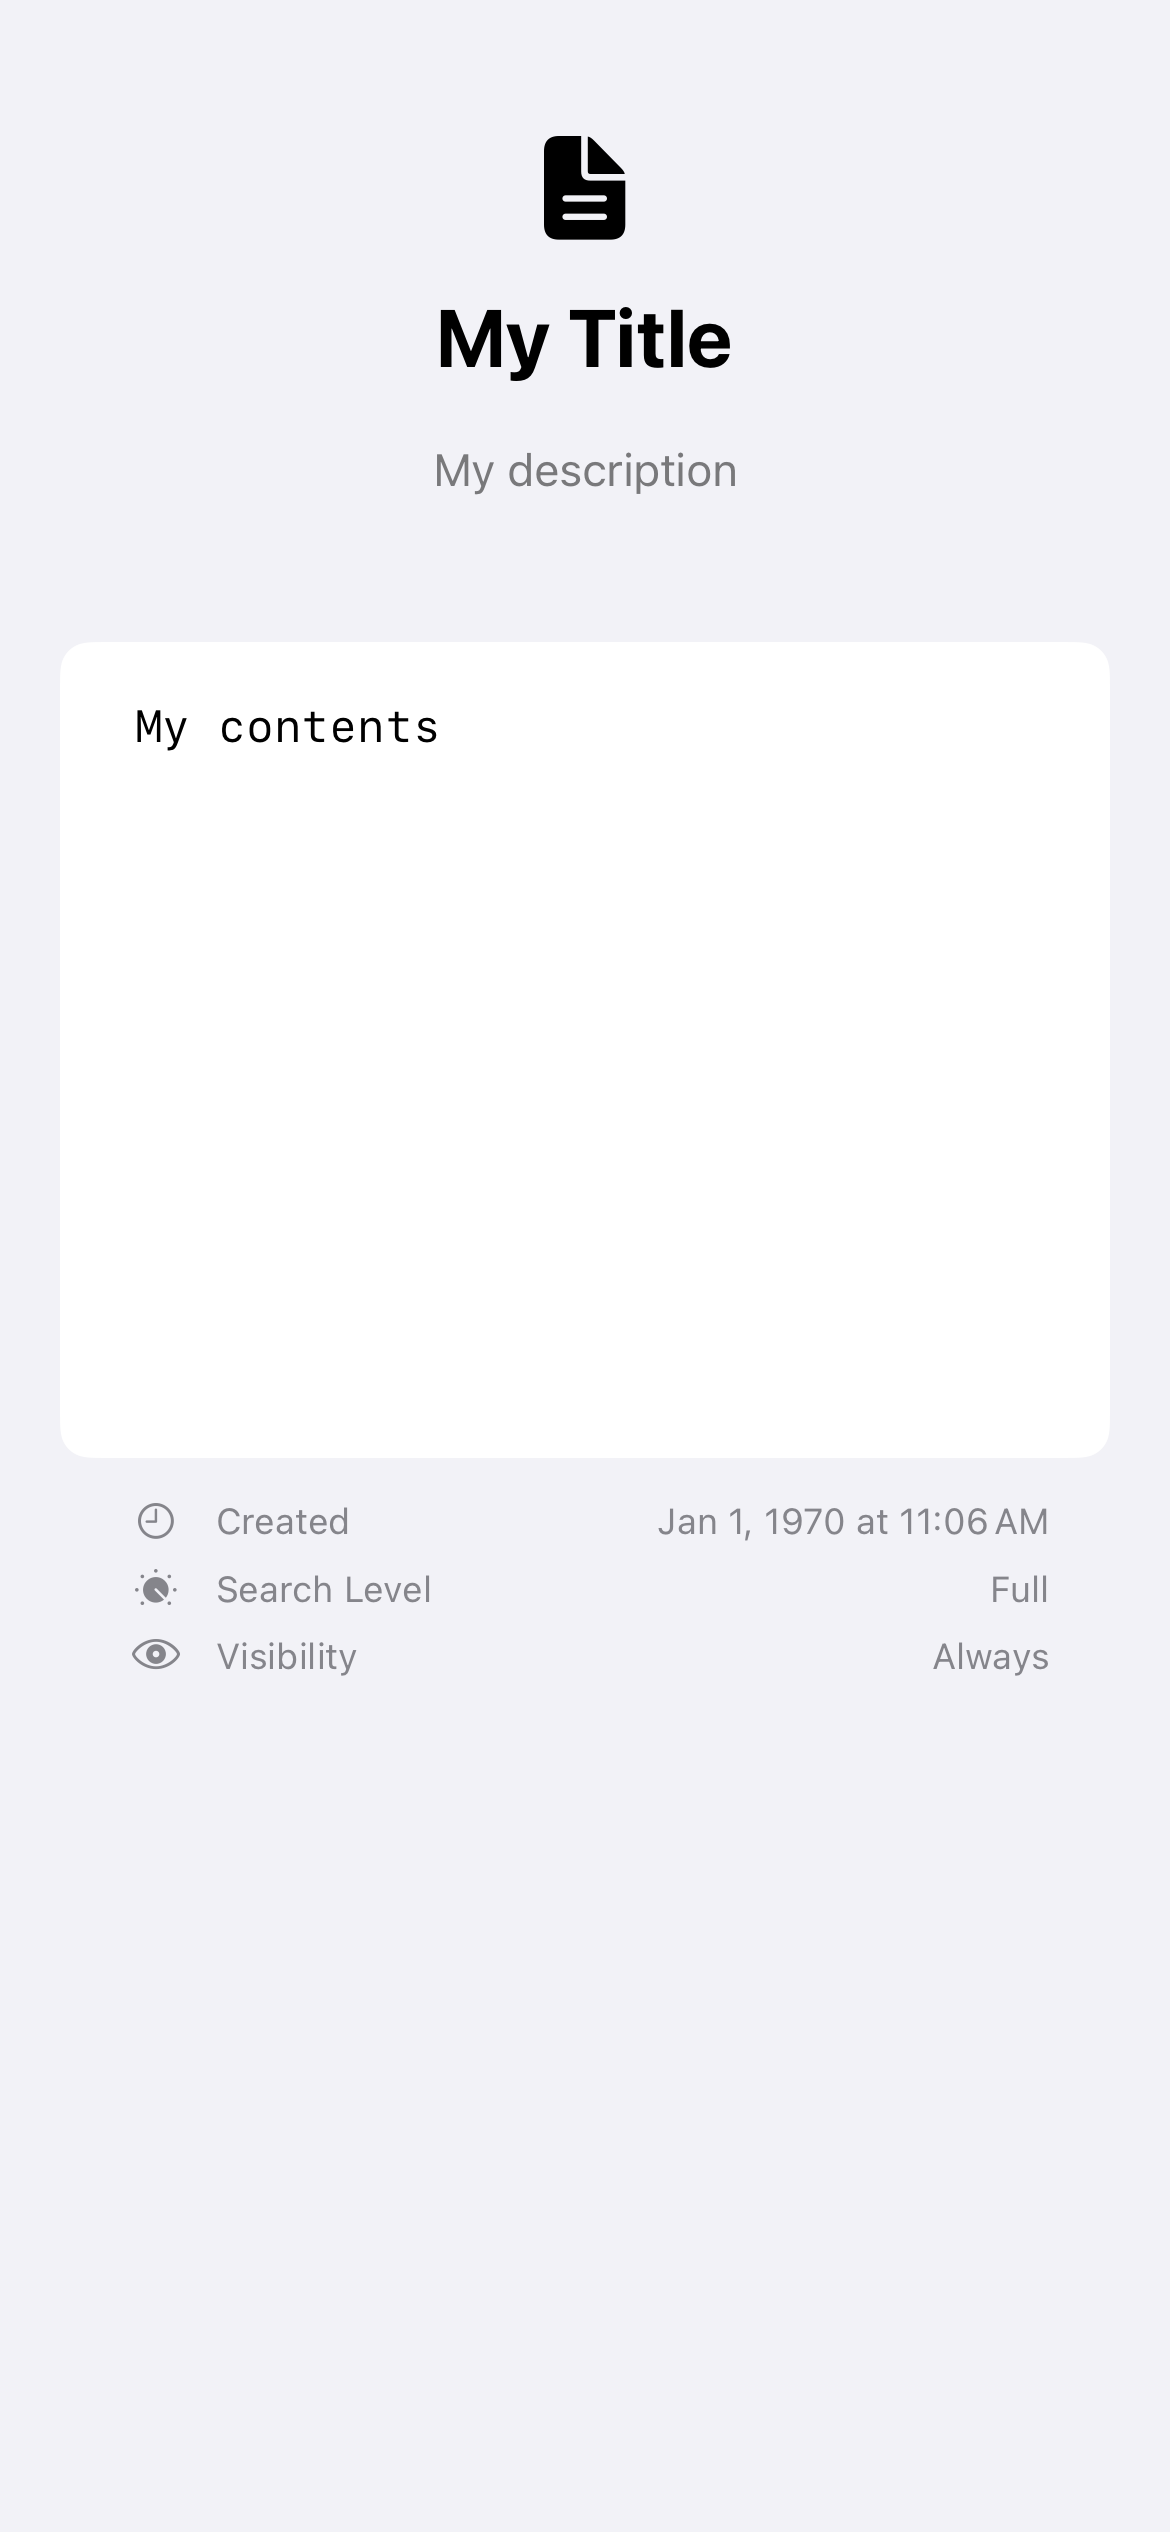 My Title
My description
My contents
Created Jan 1, 1970 at 11:06 AM
Search Level Full
Visibility Always